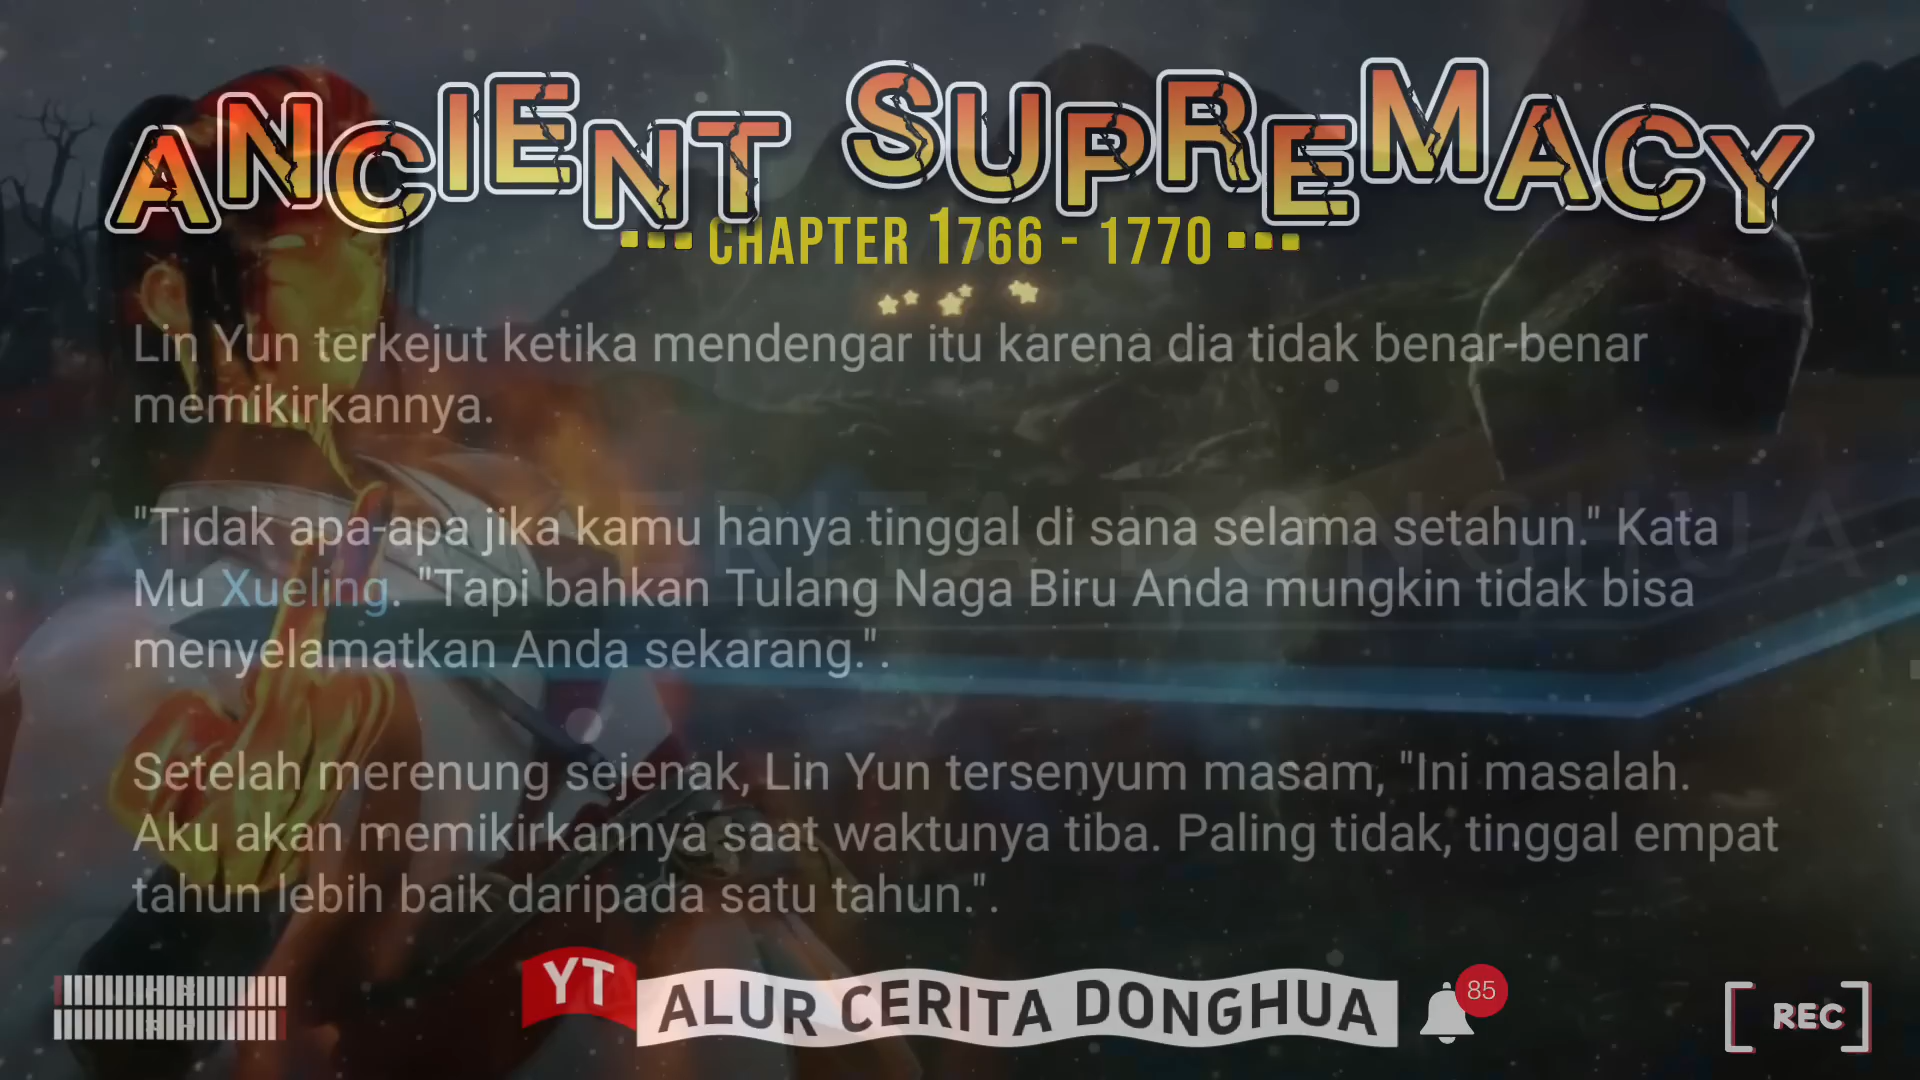 ANCIENT SUPREMACY
CHAPTER 1766 - 1770
Lin Yun terkejut ketika mendengar itu karena dia tidak benar-benar
memikirkannya.
"Tidak apa-apa jika kamu hanya tinggal di sana selama setahun." Kata
Mu Xueling. "Tapi bahkan Tulang Naga Biru Anda mungkin tidak bisa
menyelamatkan Anda sekarang.".
ALUR CERITA DONGHUA
Setelah merenung sejenak, Lin Yun tersenyum masam, "Ini masalah.
Aku akan memikirkannya saat waktunya tiba. Paling tidak, tinggal empat
tahun lebih baik daripada satu tahun.".
YT ALUR CERITA DONGHUA
85
REC